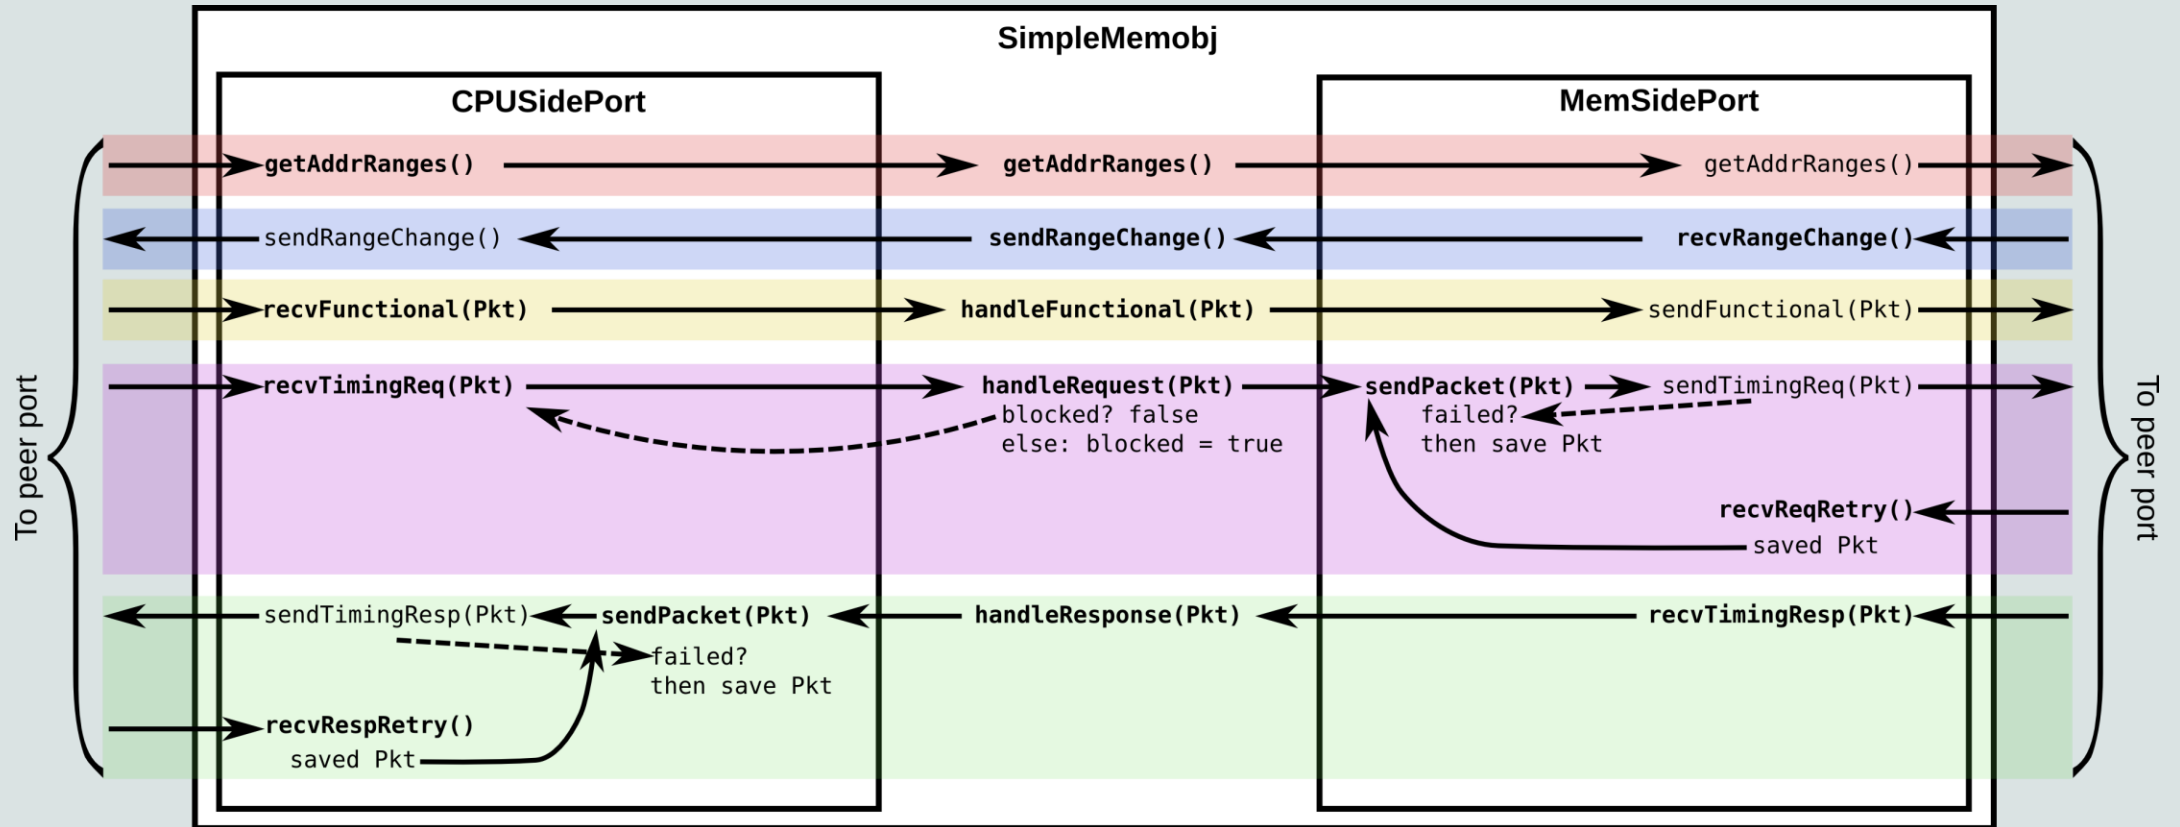 SimpleMemobj
CPUSidePort
MemSidePort
getAddrRanges() getAddrRanges() getAddrRanges()
sendRangeChange() sendRangeChange() recvRangeChange()
recvFunctional(Pkt) handleFunctional(Pkt) sendFunctional(Pkt)
recvTimingReq(Pkt) handleRequest(Pkt) sendPacket(Pkt) sendTimingReq(Pkt)
blocked? false failed?
else: blocked = true then save Pkt
recvReqRetry()
saved Pkt
sendTimingResp(Pkt) sendPacket(Pkt) handleResponse(Pkt) recvTimingResp(Pkt)
failed?
then save Pkt
recvRespRetry()
saved Pkt
To peer port
To peer port